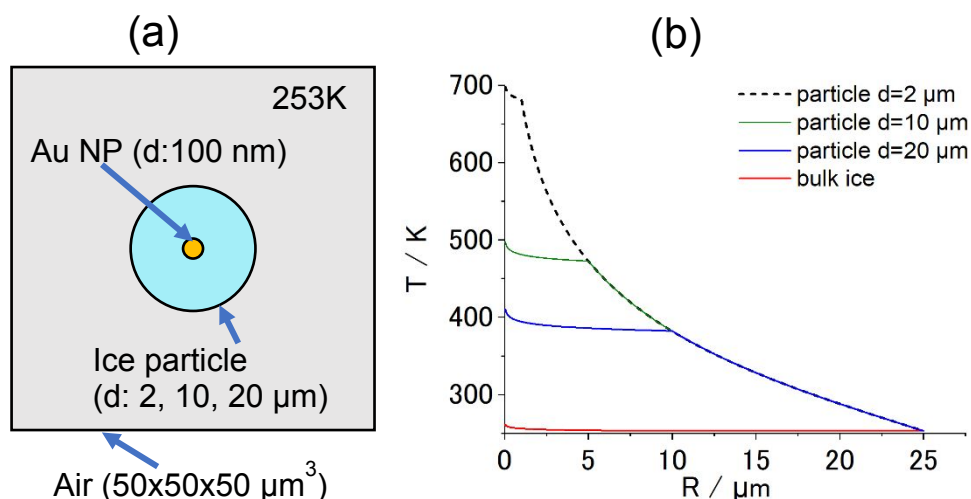 (a)
253K
Au NP (d:100 nm)
Ice particle
(d: 2, 10, 20 µm)
Air (50x50x50 µm³)
(b)
700
600
500
400
300
T / K
particle d=2 µm
particle d=10 µm
particle d=20 µm
bulk ice
0 5 10 15 20 25
R / µm